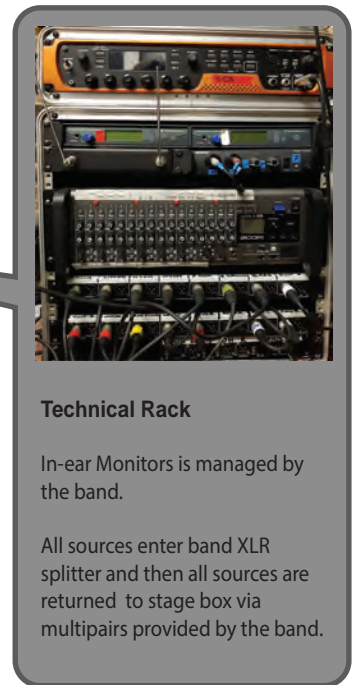 ZOOM
Technical Rack
In-ear Monitors is managed by
the band.
All sources enter band XLR
splitter and then all sources are
returned to stage box via
multipairs provided by the band.